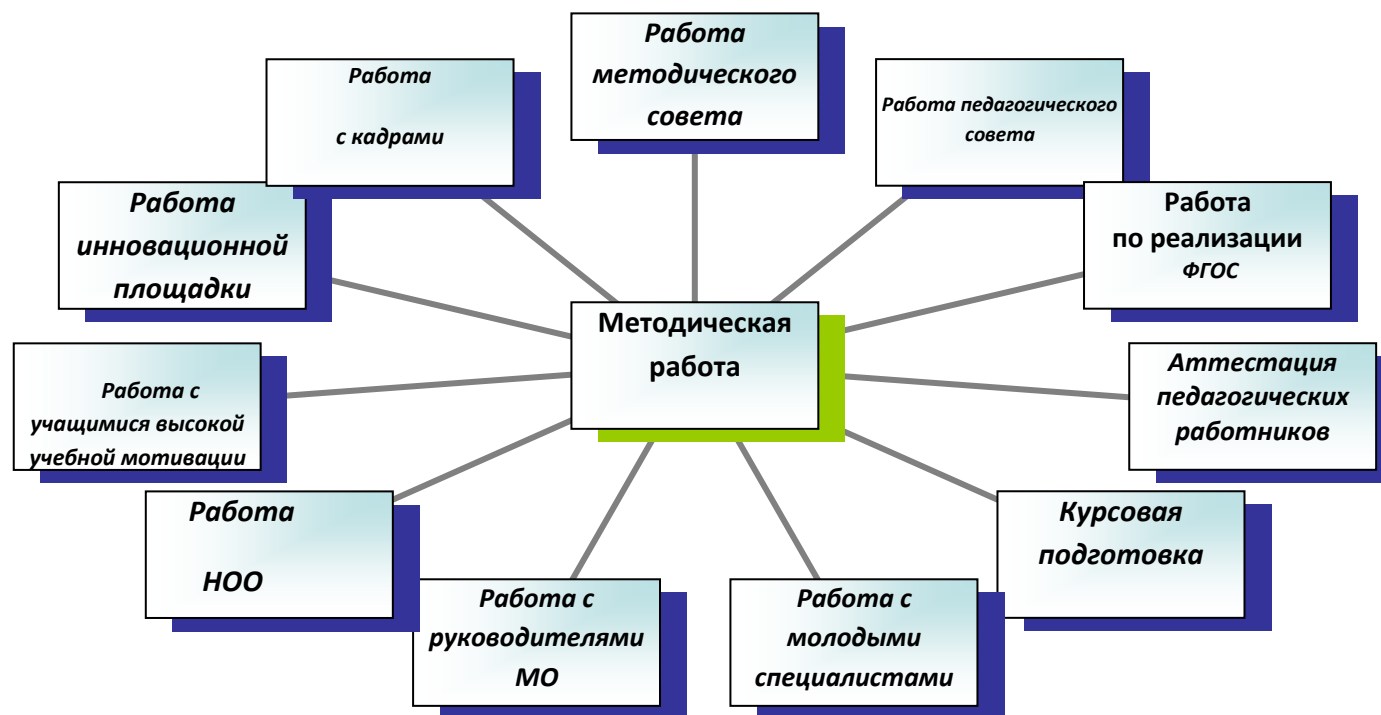 Работа
методического
совета
Работа
с кадрами
Работа педагогического
совета
Работа
инновационной
площадки
Работа
по реализации
ФГОС
Методическая
работа
Работа с
учащимися высокой
учебной мотивации
Аттестация
педагогических
работников
Работа
НОО
Курсовая
подготовка
Работа с
руководителями
МО
Работа с
молодыми
специалистами